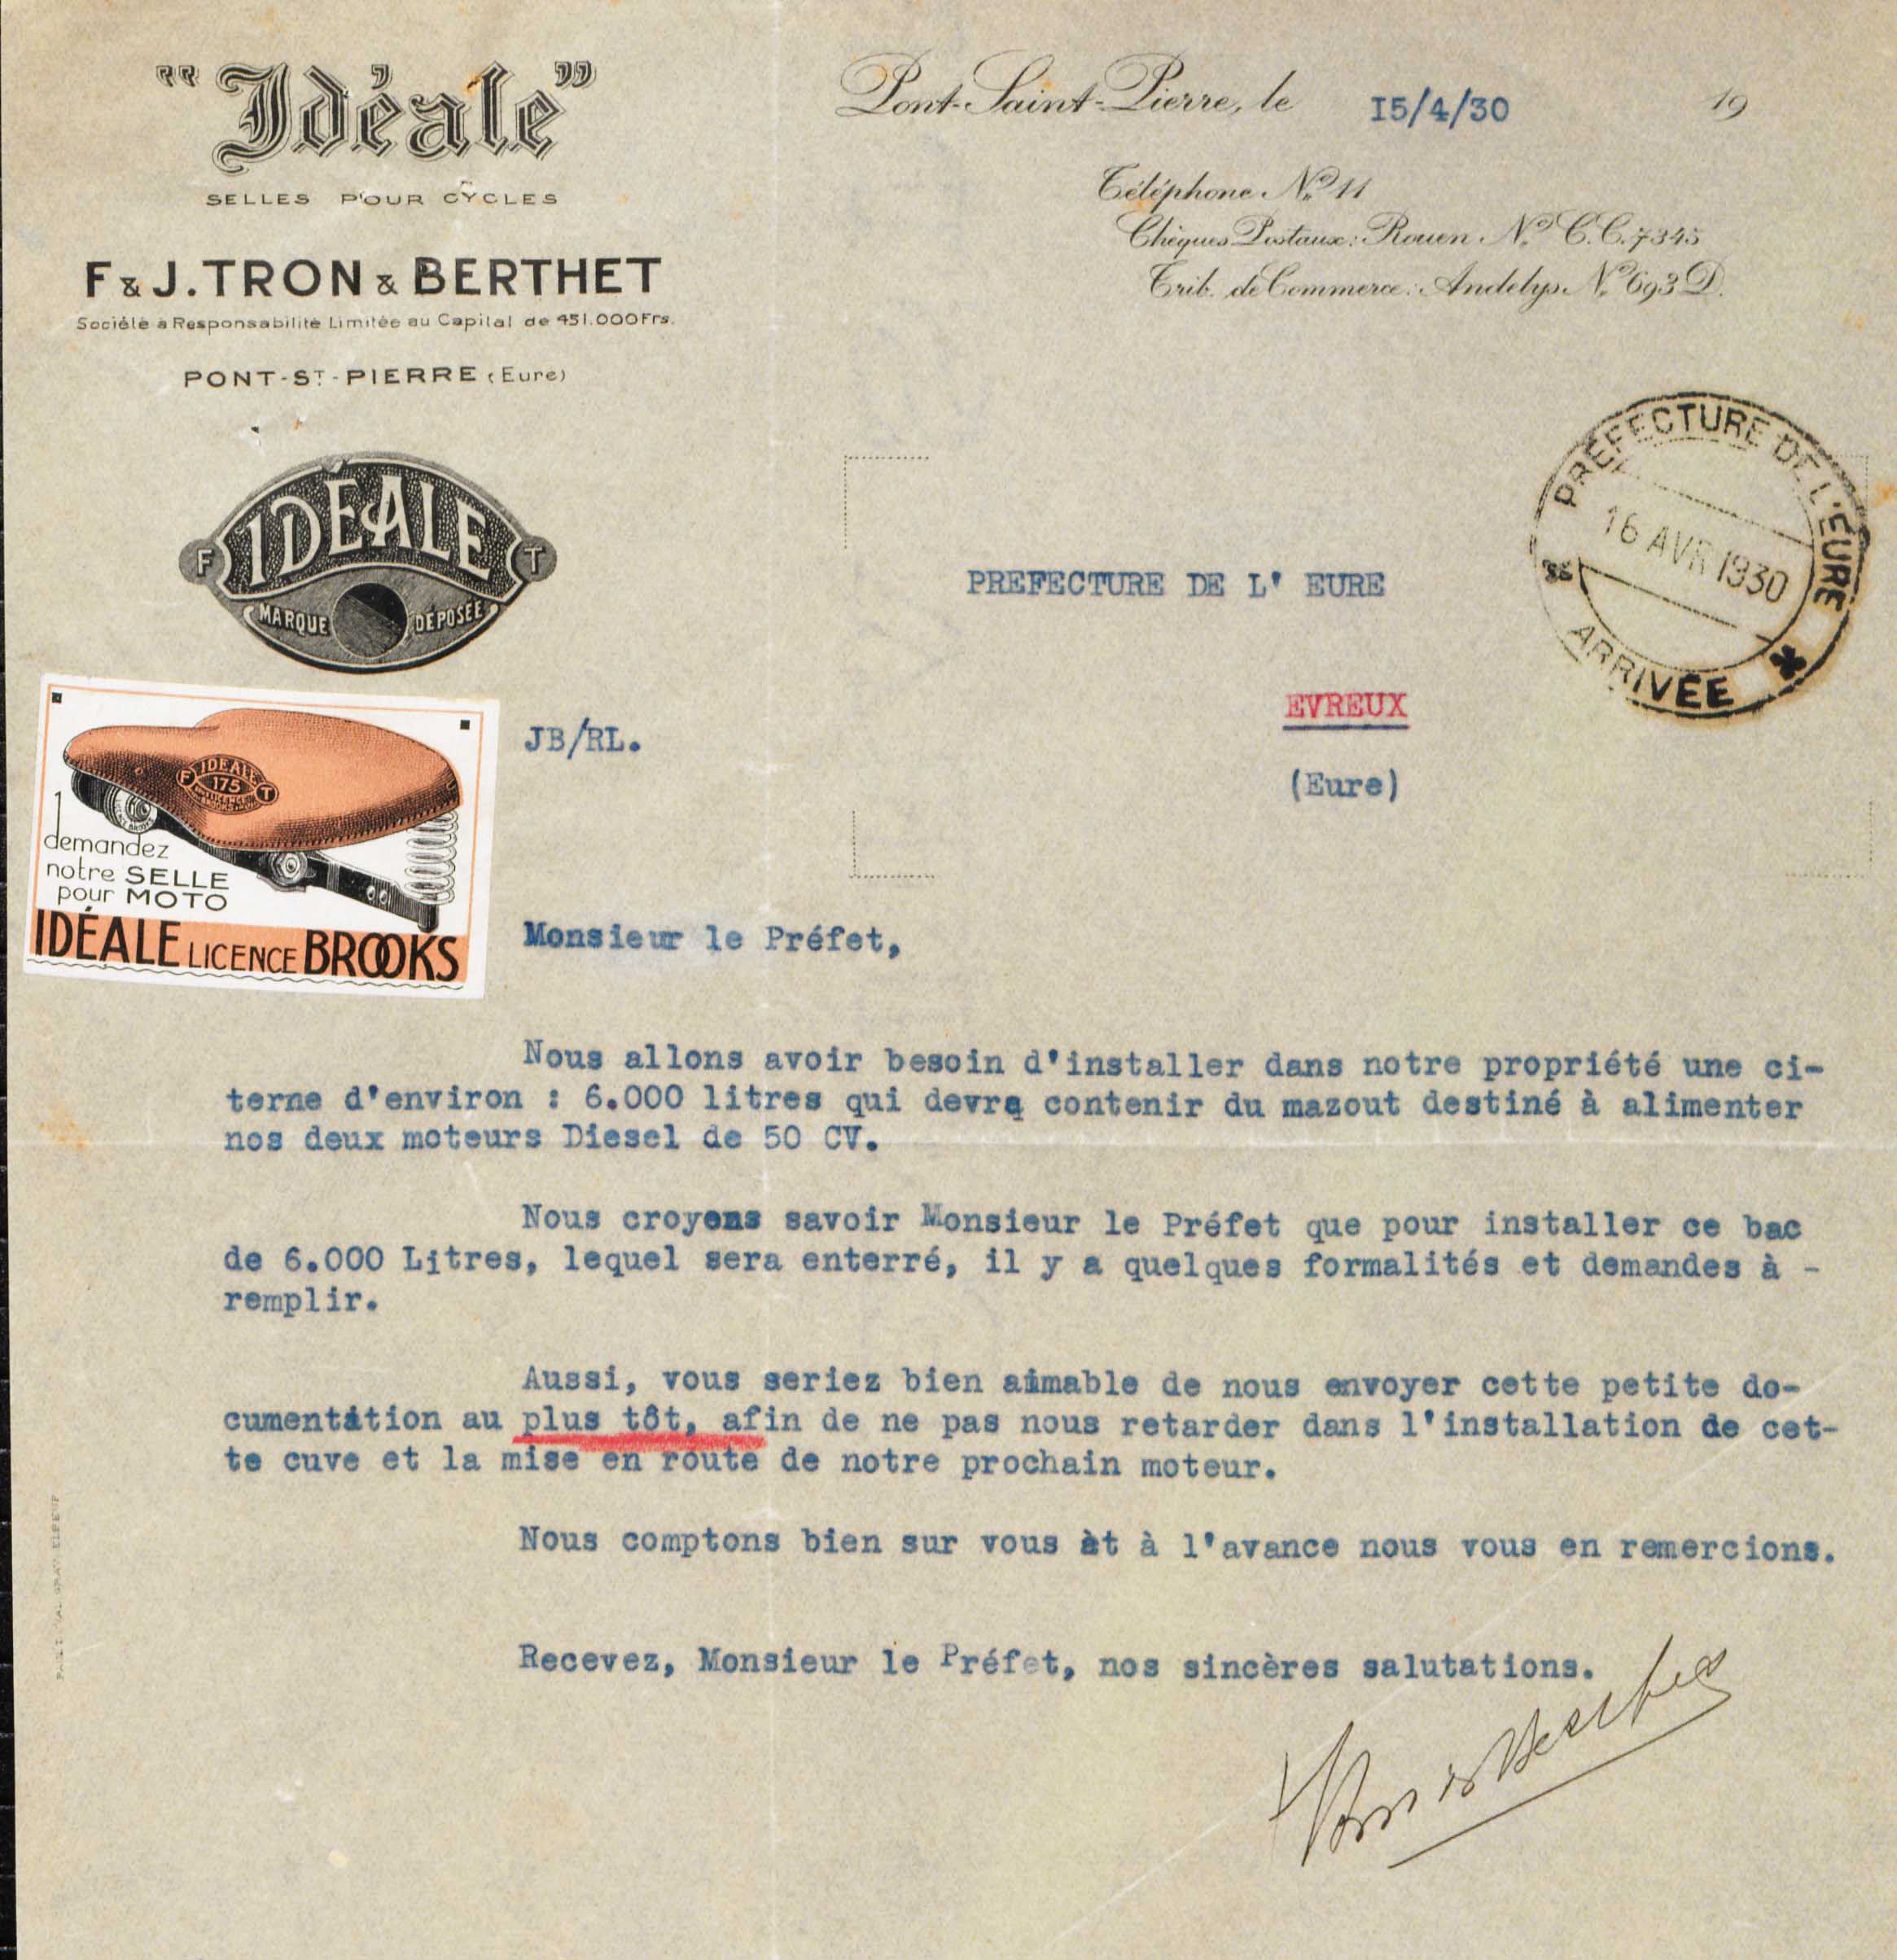 "Idéale"
SELLES POUR CYCLES
F & J. TRON & BERTHET
Société à Responsabilité Limitée au Capital de 451.000 Frs.
PONT-ST-PIERRE (Eure)
Pont-Saint-Pierre, le I5/4/30 19
Téléphone N° 11
Chèques Postaux: Rouen N° C.C. 7345
Trib. de Commerce: Andelys N° 693 D.
F IDÉALE T
MARQUE DÉPOSÉE
PREFECTURE DE L'EURE
16 AVR 1930
ARRIVÉE
PREFECTURE DE L' EURE
EVREUX
(Eure)
JB/RL.
F IDEALE T
175
demandez
notre SELLE
pour MOTO
IDÉALE LICENCE BROOKS
Monsieur le Préfet,
Nous allons avoir besoin d'installer dans notre propriété une ci-
terne d'environ : 6.000 litres qui devra contenir du mazout destiné à alimenter
nos deux moteurs Diesel de 50 CV.
Nous croyons savoir Monsieur le Préfet que pour installer ce bac
de 6.000 Litres, lequel sera enterré, il y a quelques formalités et demandes à -
remplir.
Aussi, vous seriez bien aimable de nous envoyer cette petite do-
cumentation au plus tôt, afin de ne pas nous retarder dans l'installation de cet-
te cuve et la mise en route de notre prochain moteur.
Nous comptons bien sur vous èt à l'avance nous vous en remercions.
Recevez, Monsieur le Préfet, nos sincères salutations.
Tron & Berthet